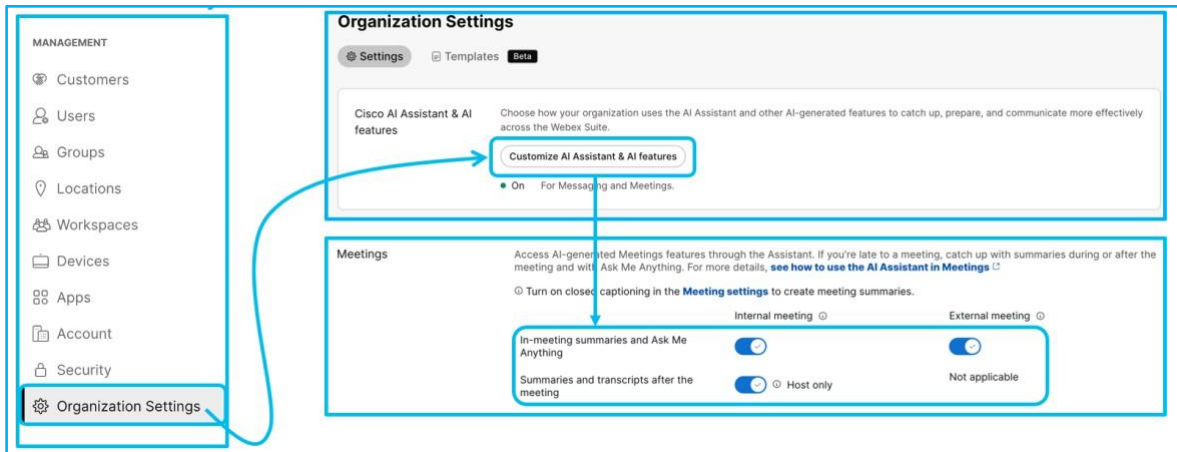 MANAGEMENT
Customers
Users
Groups
Locations
Workspaces
Devices
Apps
Account
Security
Organization Settings
Organization Settings
Settings
Templates
Beta
Cisco AI Assistant & AI
features
Choose how your organization uses the AI Assistant and other AI-generated features to catch up, prepare, and communicate more effectively
across the Webex Suite.
Customize AI Assistant & AI features
On For Messaging and Meetings.
Meetings
Access AI-generated Meetings features through the Assistant. If you're late to a meeting, catch up with summaries during or after the
meeting and with Ask Me Anything. For more details, see how to use the AI Assistant in Meetings
Turn on closed captioning in the Meeting settings to create meeting summaries.
Internal meeting
External meeting
In-meeting summaries and Ask Me
Anything
Summaries and transcripts after the
meeting
Host only
Not applicable